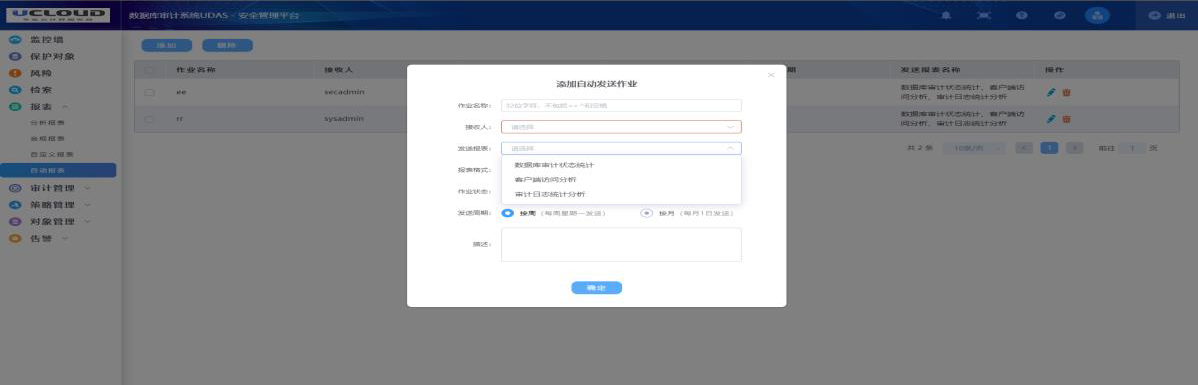 UCLOUD
数据库审计系统UDAS - 安全管理平台
退出
监控墙
保护对象
风险
检索
报表
分析报表
合规报表
自定义报表
自动报表
审计管理
策略管理
对象管理
告警
添加
删除
作业名称
接收人
期
发送报表名称
操作
ee
secadmin
数据库审计状态统计、客户端访
问分析、审计日志统计分析
rr
sysadmin
数据库审计状态统计、客户端访
问分析、审计日志统计分析
共 2 条
10条/页
1
前往 1 页
添加自动发送作业
作业名称:
接收人:
请选择
发送报表:
请选择
数据库审计状态统计
客户端访问分析
审计日志统计分析
报表格式:
作业状态:
发送周期:
按周 (每周星期一发送)
按月 (每月1日发送)
描述:
确定